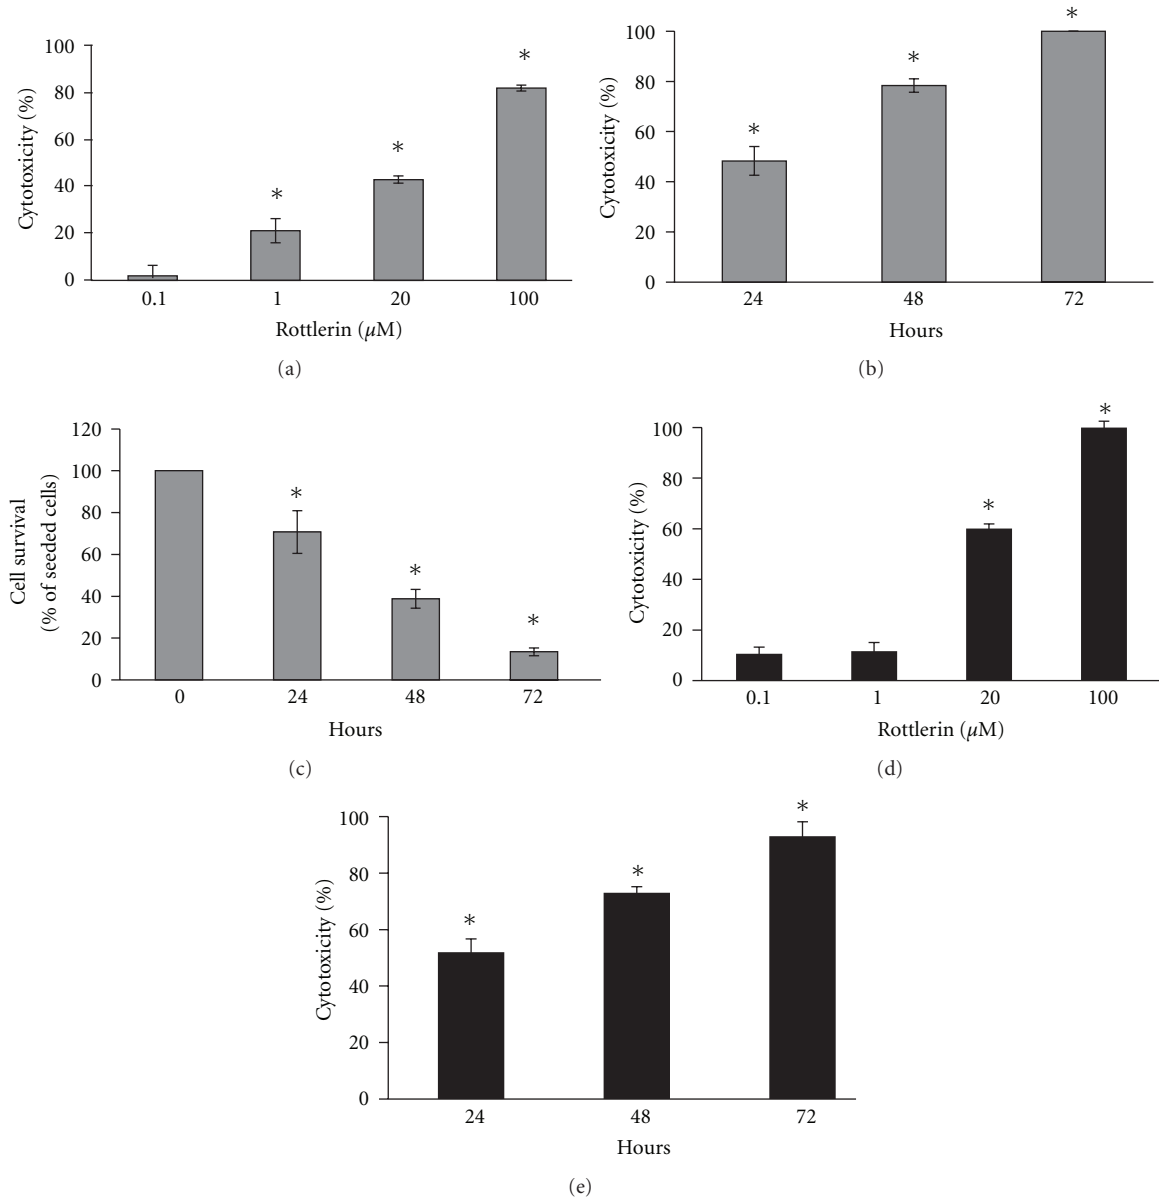 100
80
60
40
20
0
Cytotoxicity (%)
*
*
*
0.1 1 20 100
Rottlerin (μM)
(a)
100
80
60
40
20
0
Cytotoxicity (%)
*
*
*
24 48 72
Hours
(b)
120
100
80
60
40
20
0
Cell survival
(% of seeded cells)
*
*
*
0 24 48 72
Hours
(c)
100
80
60
40
20
0
Cytotoxicity (%)
*
*
0.1 1 20 100
Rottlerin (μM)
(d)
100
80
60
40
20
0
Cytotoxicity (%)
*
*
*
24 48 72
Hours
(e)